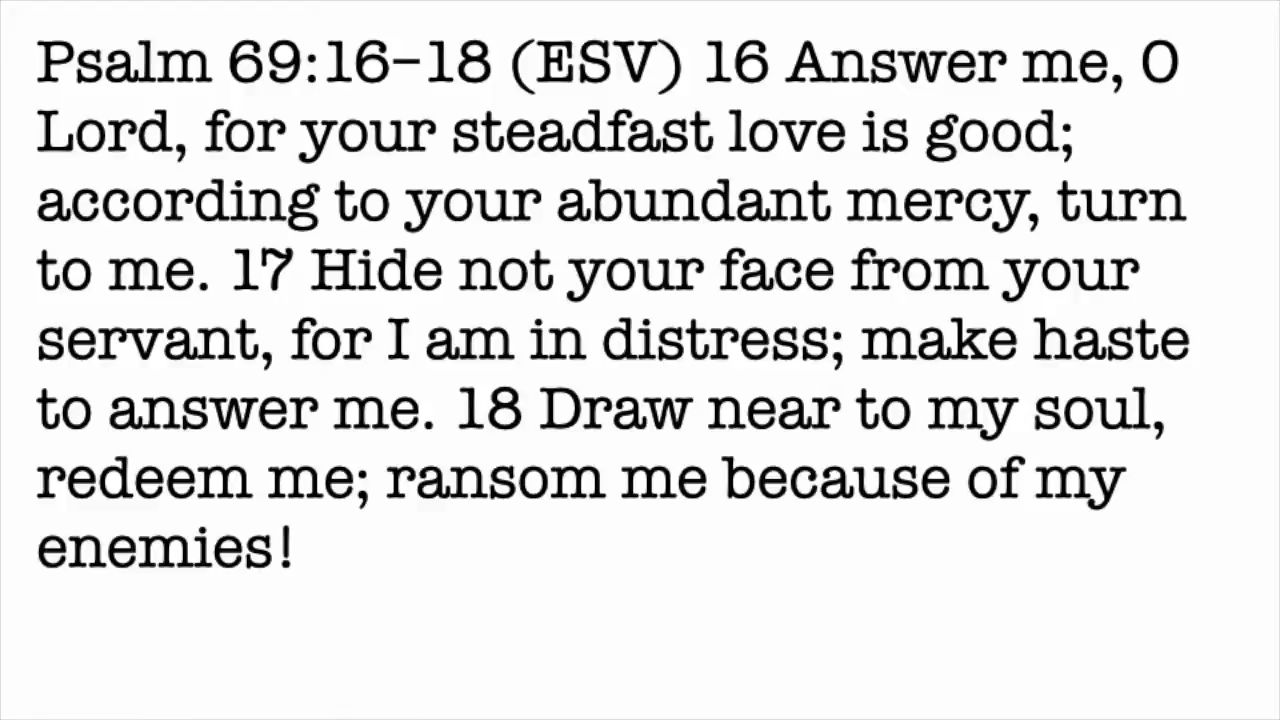 Psalm 69:16–18 (ESV) 16 Answer me, O
Lord, for your steadfast love is good;
according to your abundant mercy, turn
to me. 17 Hide not your face from your
servant, for I am in distress; make haste
to answer me. 18 Draw near to my soul,
redeem me; ransom me because of my
enemies!